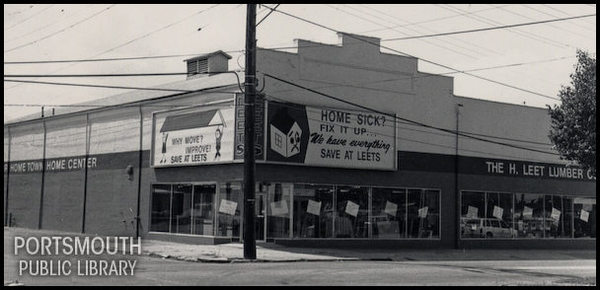 HOME TOWN HOME CENTER
WHY MOVE?
IMPROVE!
SAVE AT LEETS
LEETS
HOME SICK?
FIX IT UP...
We have everything
SAVE AT LEETS
THE H. LEET LUMBER
PORTSMOUTH
PUBLIC LIBRARY